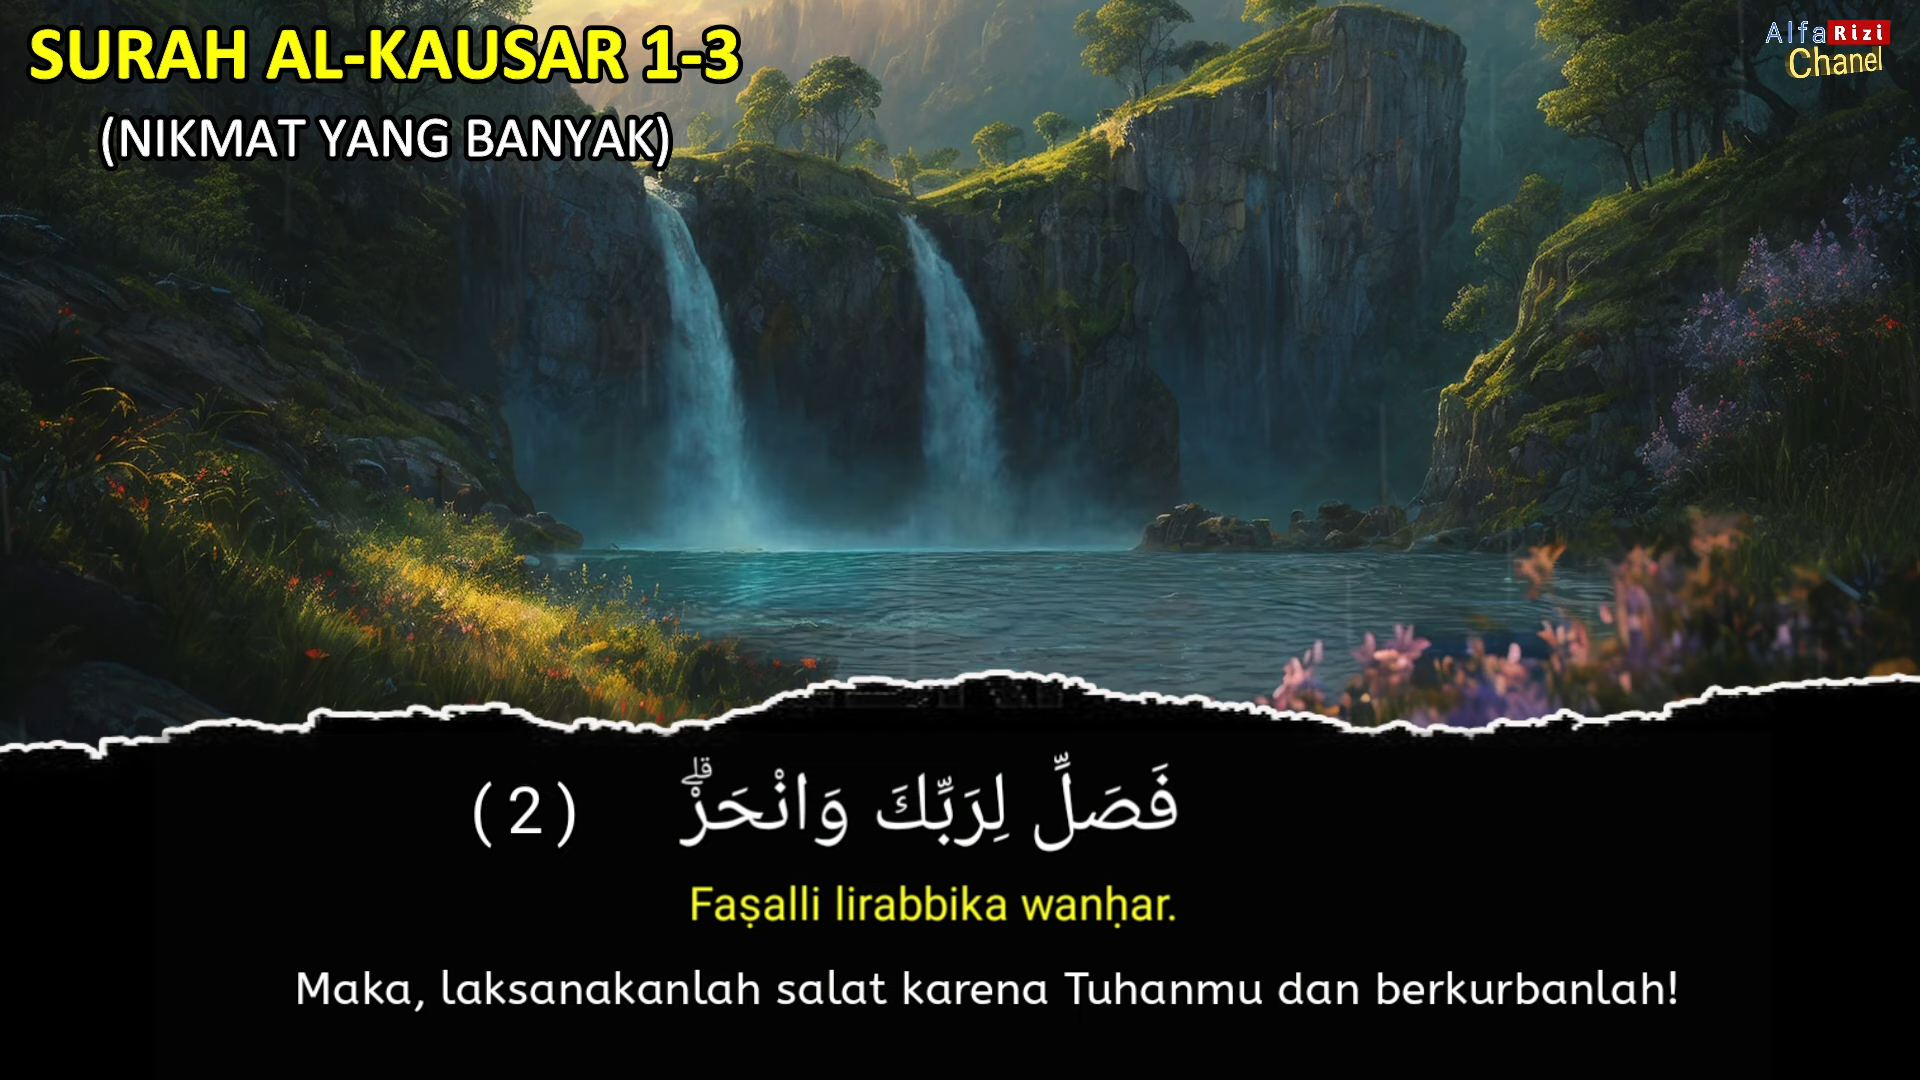 SURAH AL-KAUSAR 1-3
(NIKMAT YANG BANYAK)
Alfa Rizi
Chanel
فَصَلِّ لِرَبِّكَ وَانْحَرْۗ (2)
Faṣalli lirabbika wanḥar.
Maka, laksanakanlah salat karena Tuhanmu dan berkurbanlah!